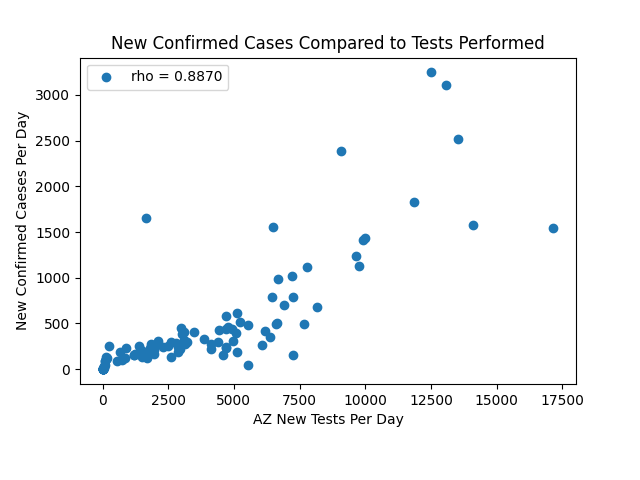 New Confirmed Cases Compared to Tests Performed
rho = 0.8870
New Confirmed Caeses Per Day
3000
2500
2000
1500
1000
500
0
0 2500 5000 7500 10000 12500 15000 17500
AZ New Tests Per Day